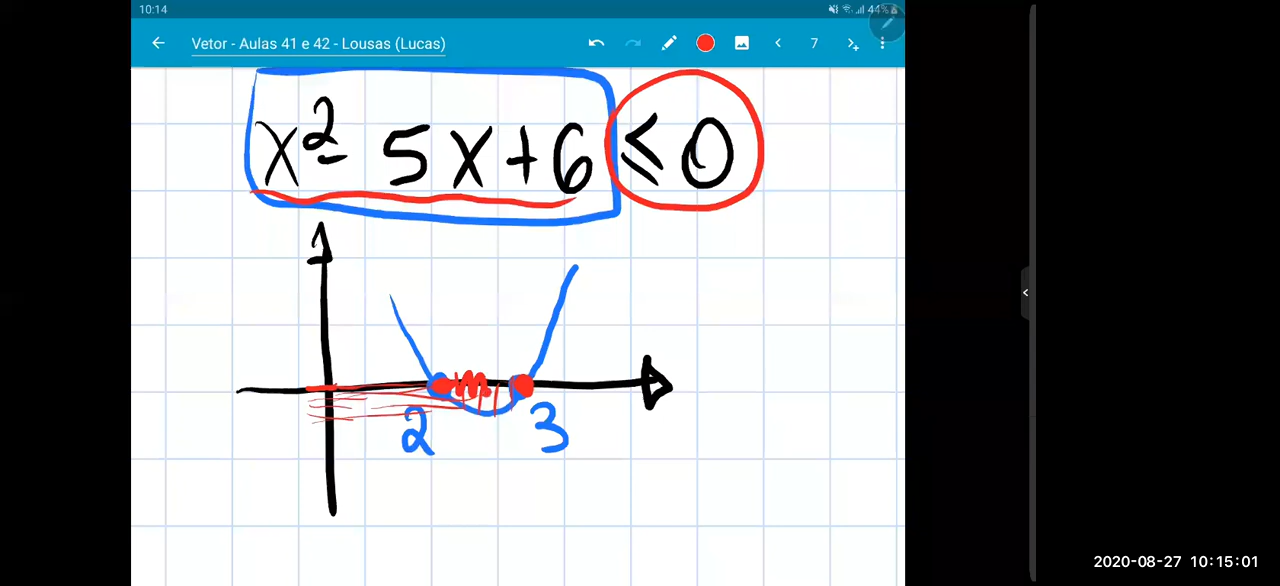 10:14 44%
Vetor - Aulas 41 e 42 - Lousas (Lucas) 7
x² - 5x + 6 ≤ 0
2 3
2020-08-27 10:15:01